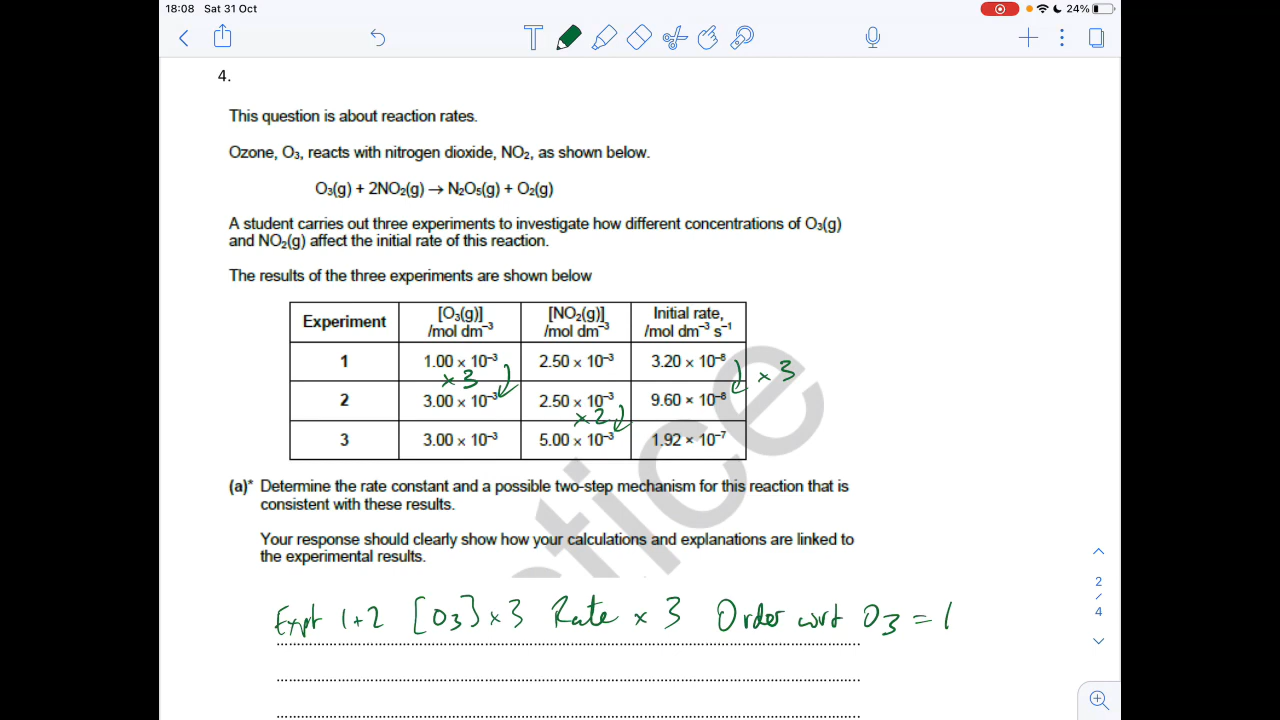 18:08 Sat 31 Oct
24%
T
4.
This question is about reaction rates.
Ozone, O₃, reacts with nitrogen dioxide, NO₂, as shown below.
O₃(g) + 2NO₂(g) → N₂O₅(g) + O₂(g)
A student carries out three experiments to investigate how different concentrations of O₃(g)
and NO₂(g) affect the initial rate of this reaction.
The results of the three experiments are shown below
Experiment [O₃(g)] /mol dm⁻³ [NO₂(g)] /mol dm⁻³ Initial rate, /mol dm⁻³ s⁻¹
1 1.00 × 10⁻³ 2.50 × 10⁻³ 3.20 × 10⁻⁸
× 3 × 3
2 3.00 × 10⁻³ 2.50 × 10⁻³ 9.60 × 10⁻⁸
× 2
3 3.00 × 10⁻³ 5.00 × 10⁻³ 1.92 × 10⁻⁷
tice
(a)* Determine the rate constant and a possible two-step mechanism for this reaction that is
consistent with these results.
Your response should clearly show how your calculations and explanations are linked to
the experimental results.
Expt 1+2 [O3] × 3 Rate × 3 Order wrt O3 = 1
2
/
4